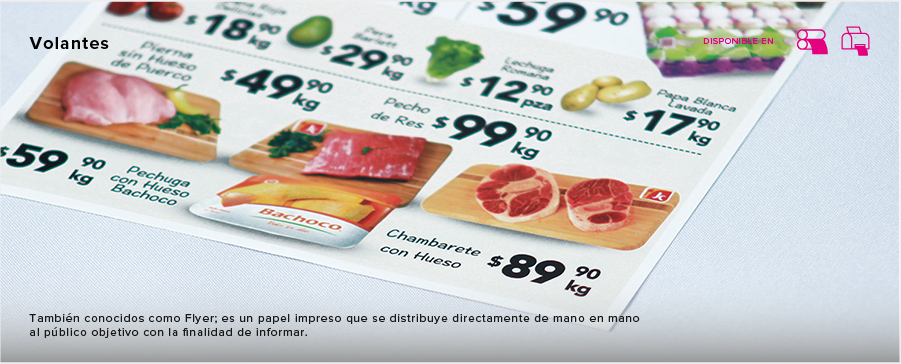 Volantes
DISPONIBLE EN
$59 90
Roja
$18 90
kg
Pera
Bartlett
$29 90
kg
Lechuga
Romana
$12 90
pza
Papa Blanca
Lavada
$17 90
kg
Pierna
sin Hueso
de Puerco
$49 90
kg
Pecho
de Res
$99 90
kg
$59 90
kg
Pechuga
con Hueso
Bachoco
Bachoco
Chambarete
con Hueso
$89 90
kg
También conocidos como Flyer; es un papel impreso que se distribuye directamente de mano en mano
al público objetivo con la finalidad de informar.